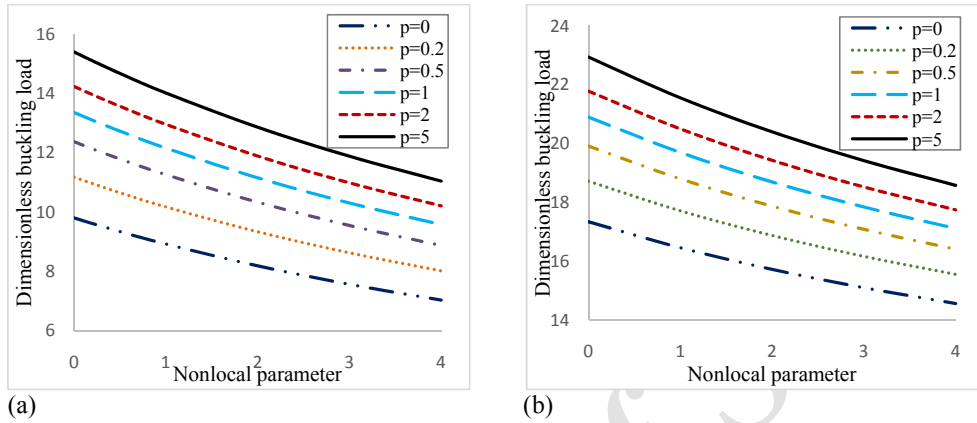 16
14
12
10
8
6
Dimensionless buckling load
0 1 2 3 4
Nonlocal parameter
p=0
p=0.2
p=0.5
p=1
p=2
p=5
(a)
24
22
20
18
16
14
Dimensionless buckling load
0 1 2 3 4
Nonlocal parameter
p=0
p=0.2
p=0.5
p=1
p=2
p=5
(b)